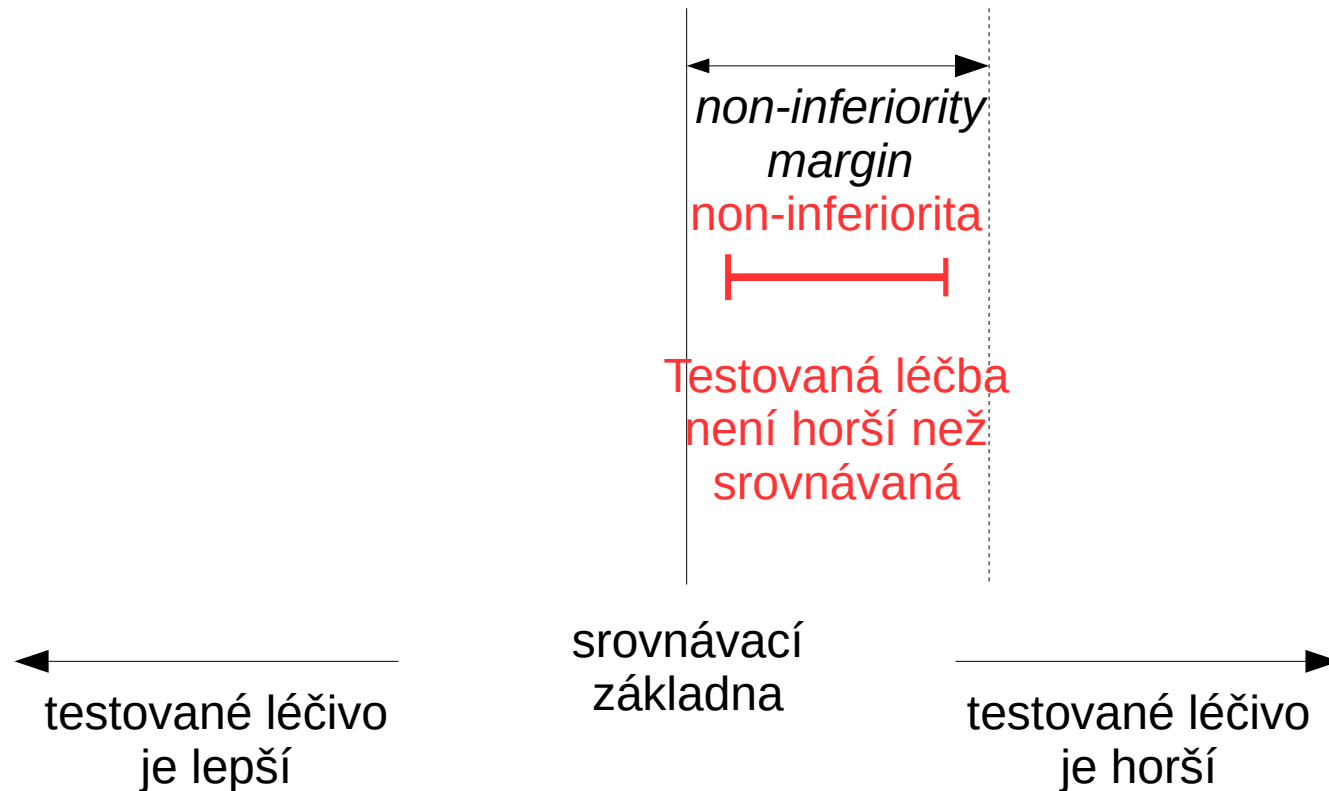 non-inferiority
margin
non-inferiorita
Testovaná léčba
není horší než
srovnávaná
srovnávací
základna
testované léčivo
je lepší
testované léčivo
je horší